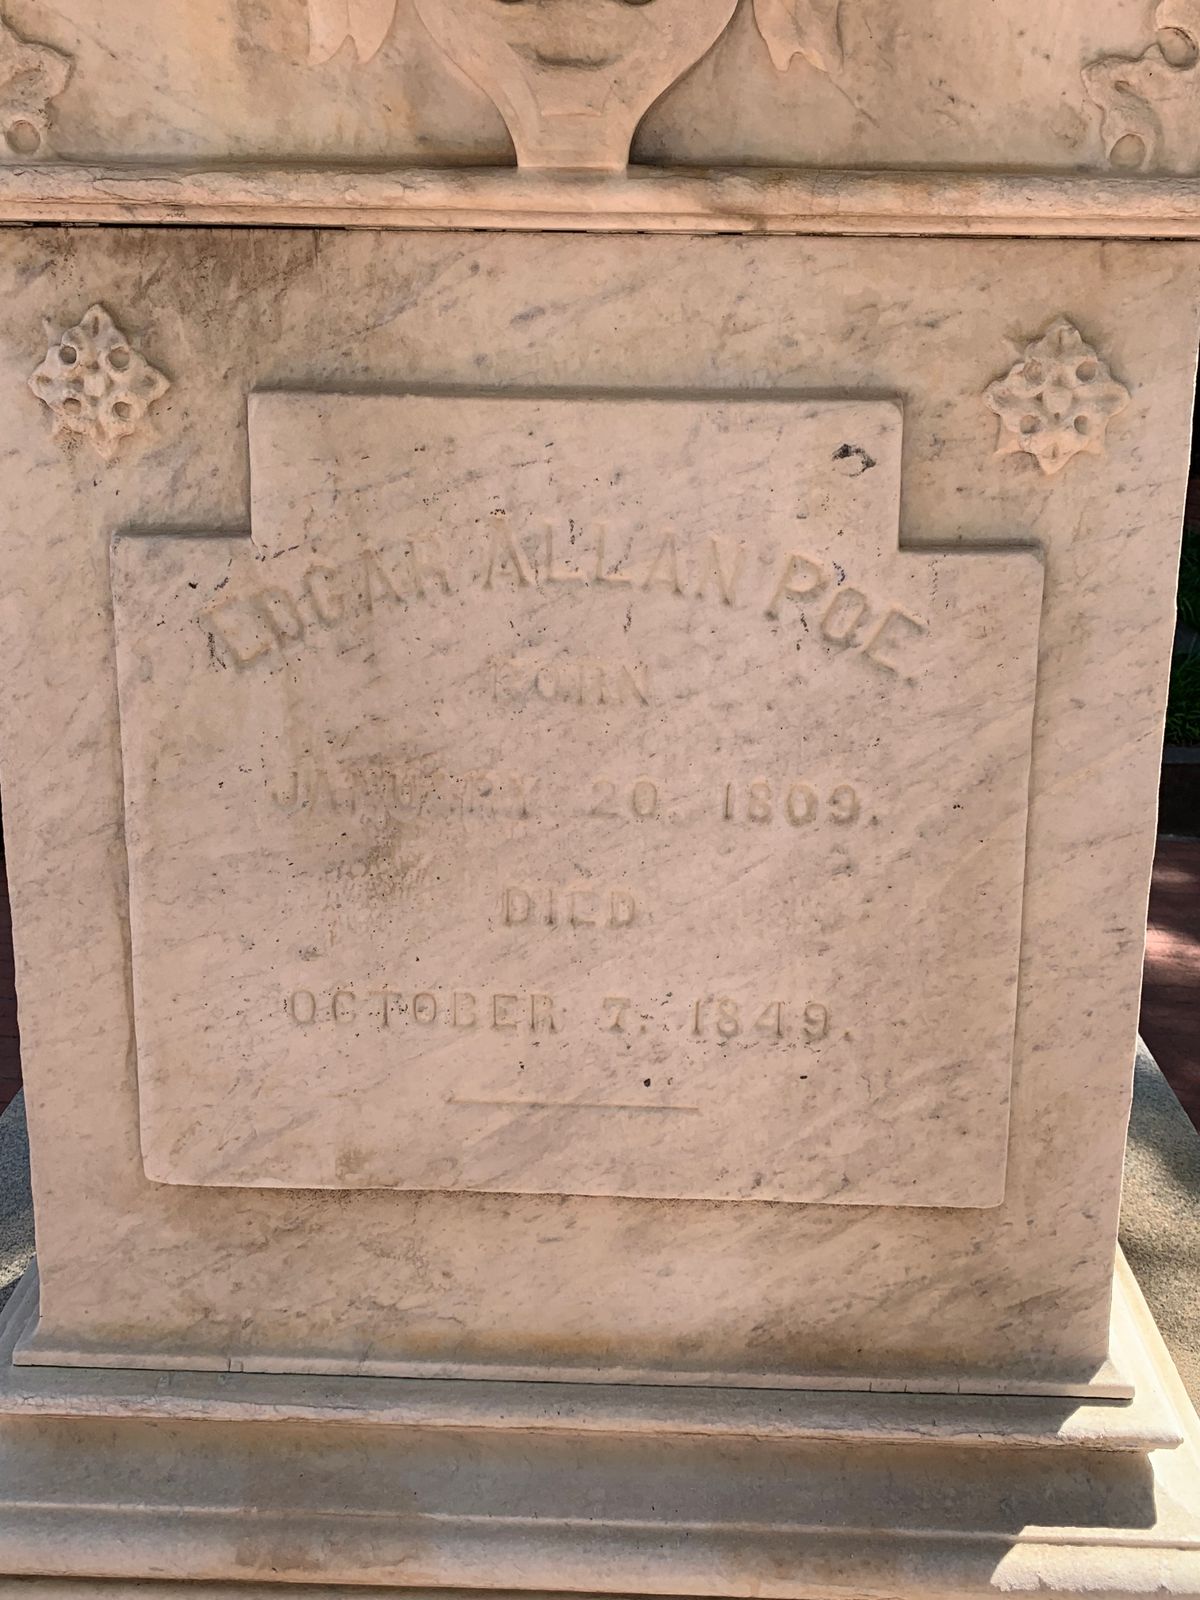 EDGAR ALLAN POE.
BORN
JANUARY 20, 1809.
DIED
OCTOBER 7, 1849.